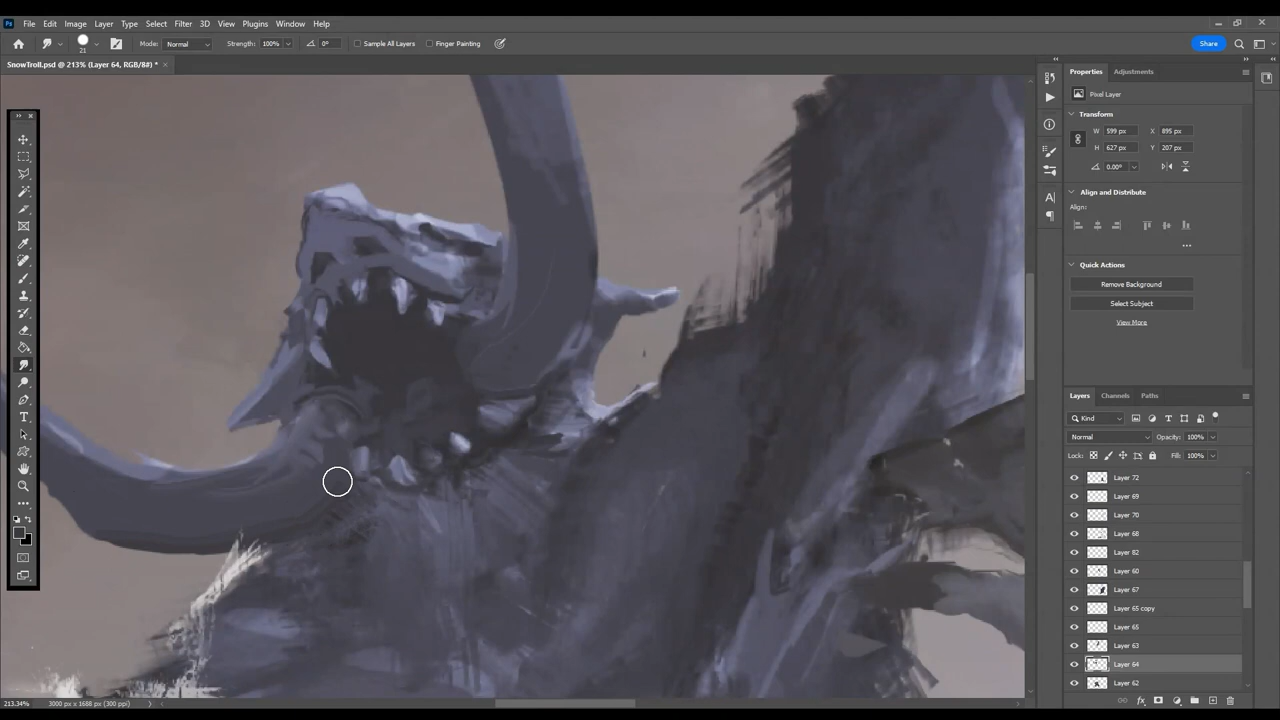 Ps File Edit Image Layer Type Select Filter 3D View Plugins Window Help
21 Mode: Normal Strength: 100% 0° Sample All Layers Finger Painting Share
SnowTroll.psd @ 213% (Layer 64, RGB/8#) * ×
Properties Adjustments
Pixel Layer
Transform
W 599 px X 895 px
H 627 px Y 207 px
0.00°
Align and Distribute
Align:
Quick Actions
Remove Background
Select Subject
View More
Layers Channels Paths
Kind
Normal Opacity: 100%
Lock: Fill: 100%
Layer 72
Layer 69
Layer 70
Layer 68
Layer 82
Layer 60
Layer 67
Layer 65 copy
Layer 65
Layer 63
Layer 64
Layer 62
213.34% 3000 px x 1688 px (300 ppi)